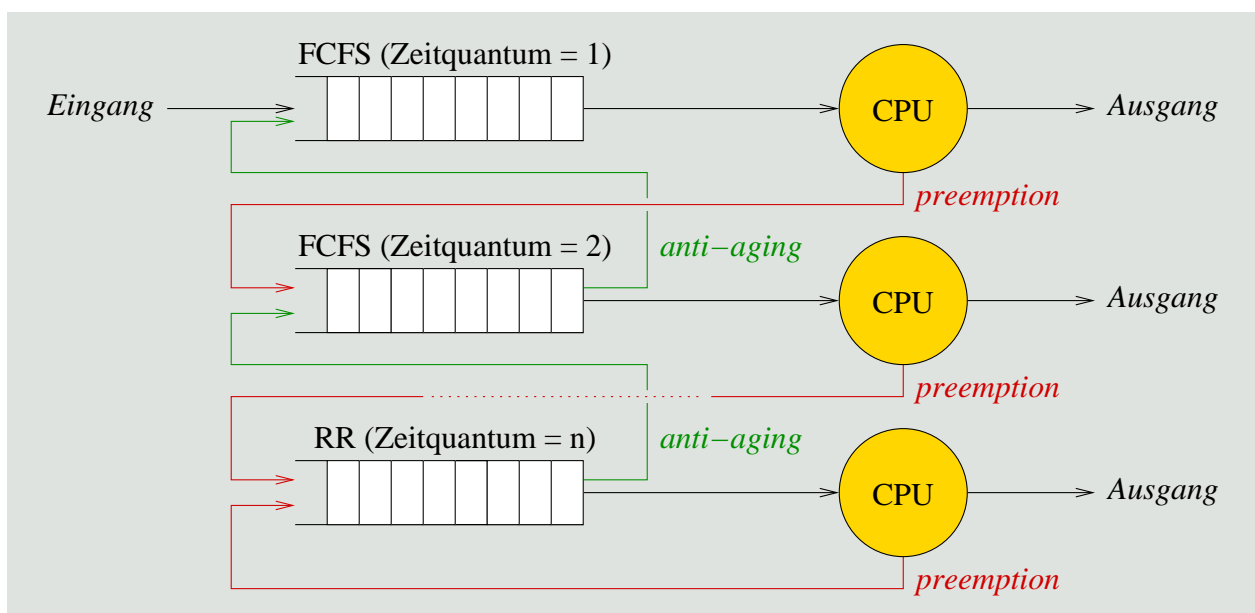 FCFS (Zeitquantum = 1)
Eingang
CPU
Ausgang
preemption
FCFS (Zeitquantum = 2)
anti−aging
CPU
Ausgang
preemption
RR (Zeitquantum = n)
anti−aging
CPU
Ausgang
preemption